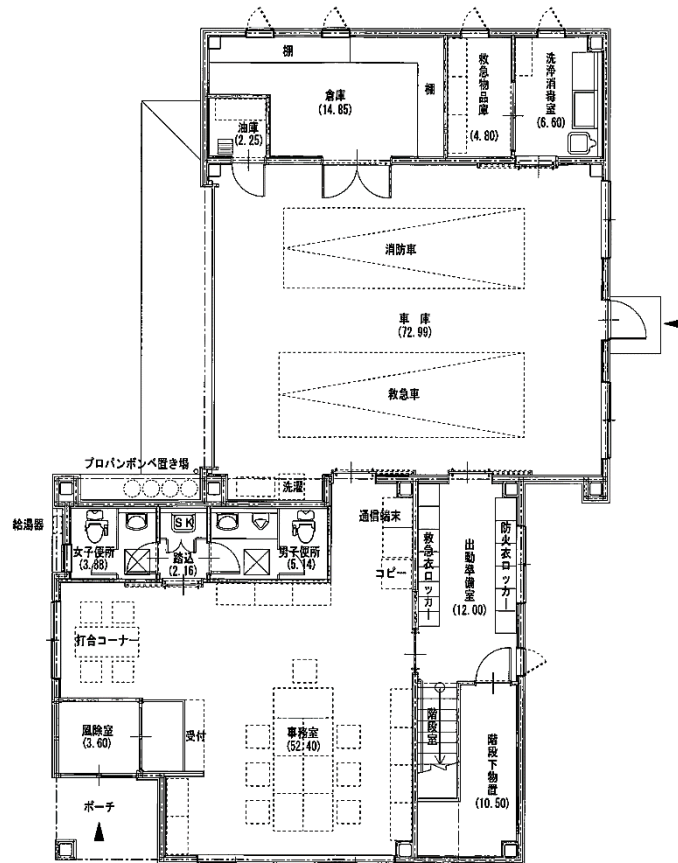 棚
倉庫
(14.85)
棚
救急物品庫
(4.80)
洗浄消毒室
(6.60)
油庫
(2.25)
消防車
車庫
(72.99)
救急車
プロパンボンベ置き場
洗濯
給湯器
SK
女子便所
(3.88)
踏込
(2.16)
男子便所
(5.14)
通信端末
コピー
救急衣ロッカー
出動準備室
(12.00)
防火衣ロッカー
打合コーナー
風除室
(3.60)
受付
事務室
(52.40)
階段室
階段下物置
(10.50)
ポーチ